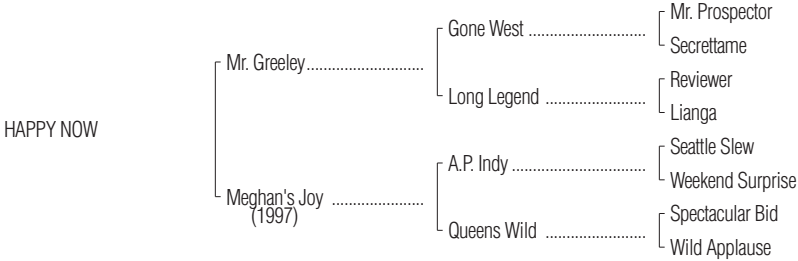 Mr. Prospector
Gone West ............................
Secrettame
Mr. Greeley............................
Reviewer
Long Legend ........................
Lianga
HAPPY NOW
Seattle Slew
A.P. Indy ................................
Weekend Surprise
Meghan's Joy ......................
(1997)
Spectacular Bid
Queens Wild ........................
Wild Applause